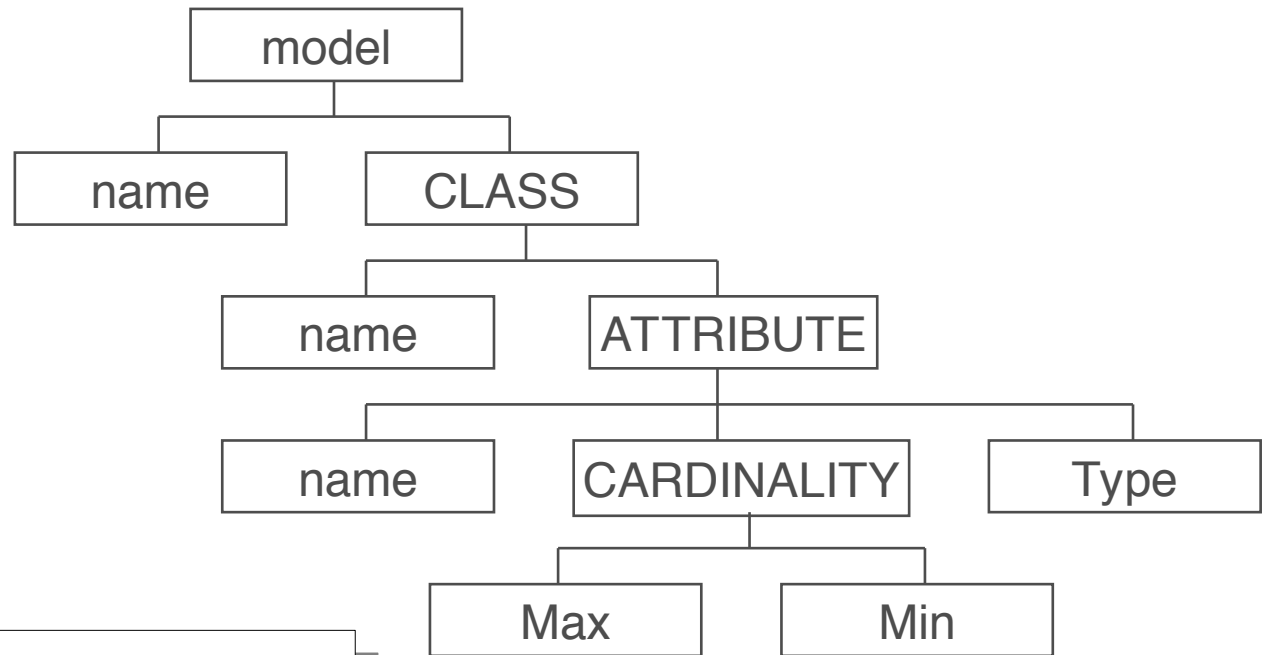 model
name CLASS
name ATTRIBUTE
name CARDINALITY Type
Max Min